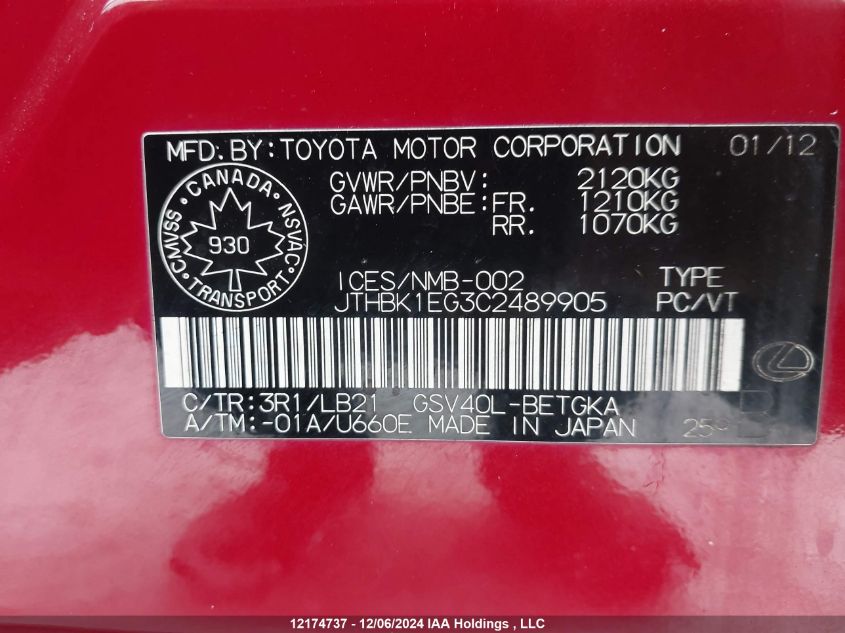 MFD.BY:TOYOTA MOTOR CORPORATION 01/12
GVWR/PNBV: 2120KG
GAWR/PNBE:FR. 1210KG
RR. 1070KG
CANADA
CMVSS NSVAC
930
TRANSPORT
ICES/NMB-002 TYPE
JTHBK1EG3C2489905 PC/VT
C/TR:3R1/LB21 GSV40L-BETGKA
A/TM:-01A/U660E MADE IN JAPAN
12174737 - 12/06/2024 IAA Holdings , LLC